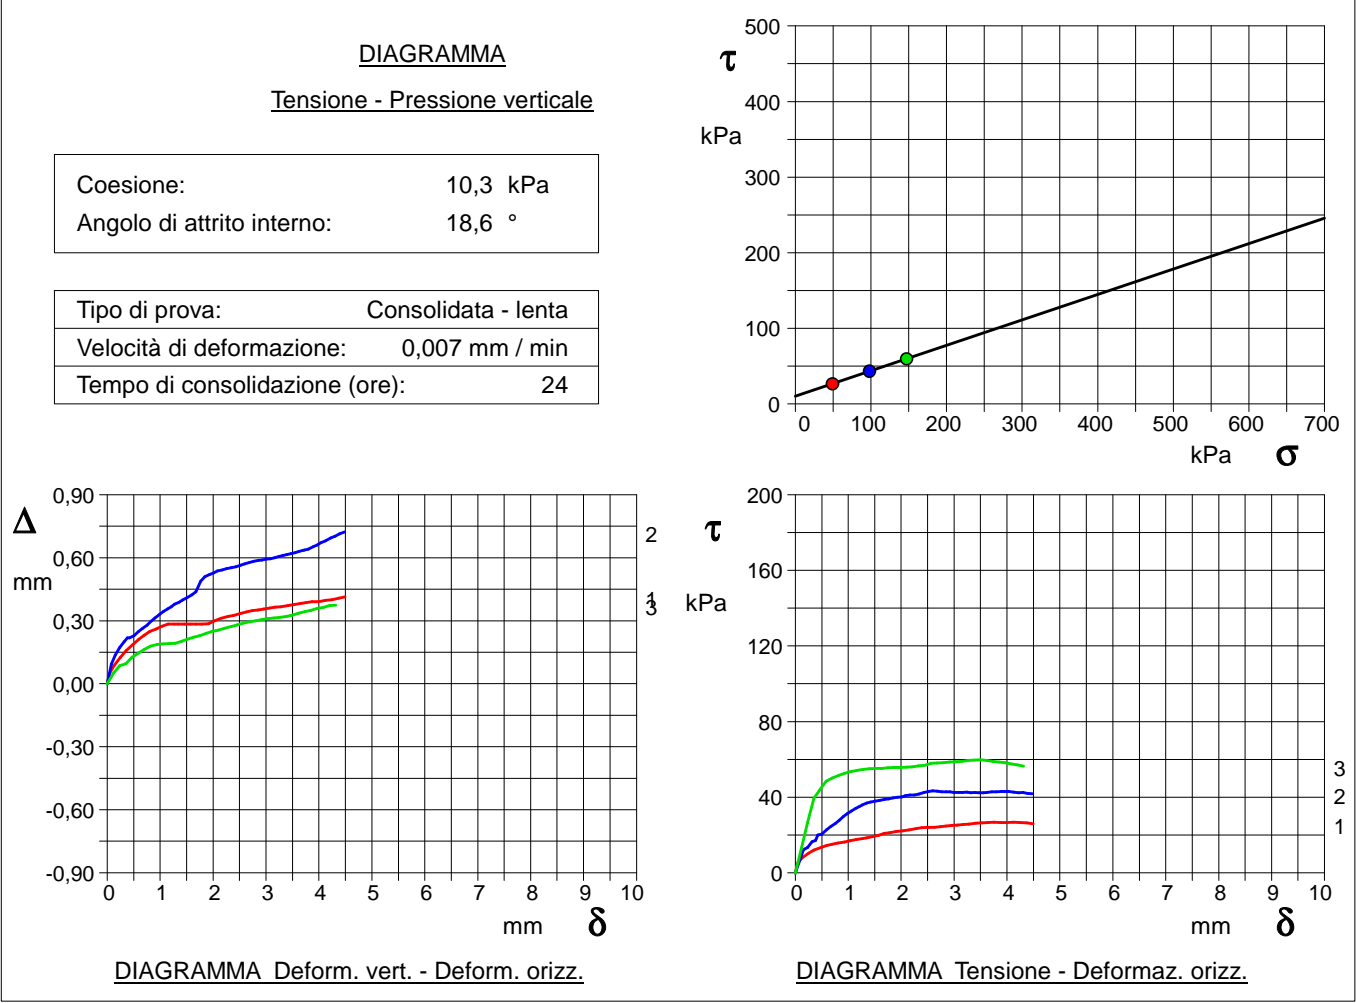 DIAGRAMMA
Tensione - Pressione verticale
Coesione: 10,3 kPa
Angolo di attrito interno: 18,6 °
Tipo di prova: Consolidata - lenta
Velocità di deformazione: 0,007 mm / min
Tempo di consolidazione (ore): 24
500
τ
400
kPa
300
200
100
0
0 100 200 300 400 500 600 700
kPa σ
0,90
Δ
0,60
mm
0,30
0,00
-0,30
-0,60
-0,90
2
1
3
0 1 2 3 4 5 6 7 8 9 10
mm δ
DIAGRAMMA Deform. vert. - Deform. orizz.
200
τ
160
kPa
120
80
40
0
3
2
1
0 1 2 3 4 5 6 7 8 9 10
mm δ
DIAGRAMMA Tensione - Deformaz. orizz.